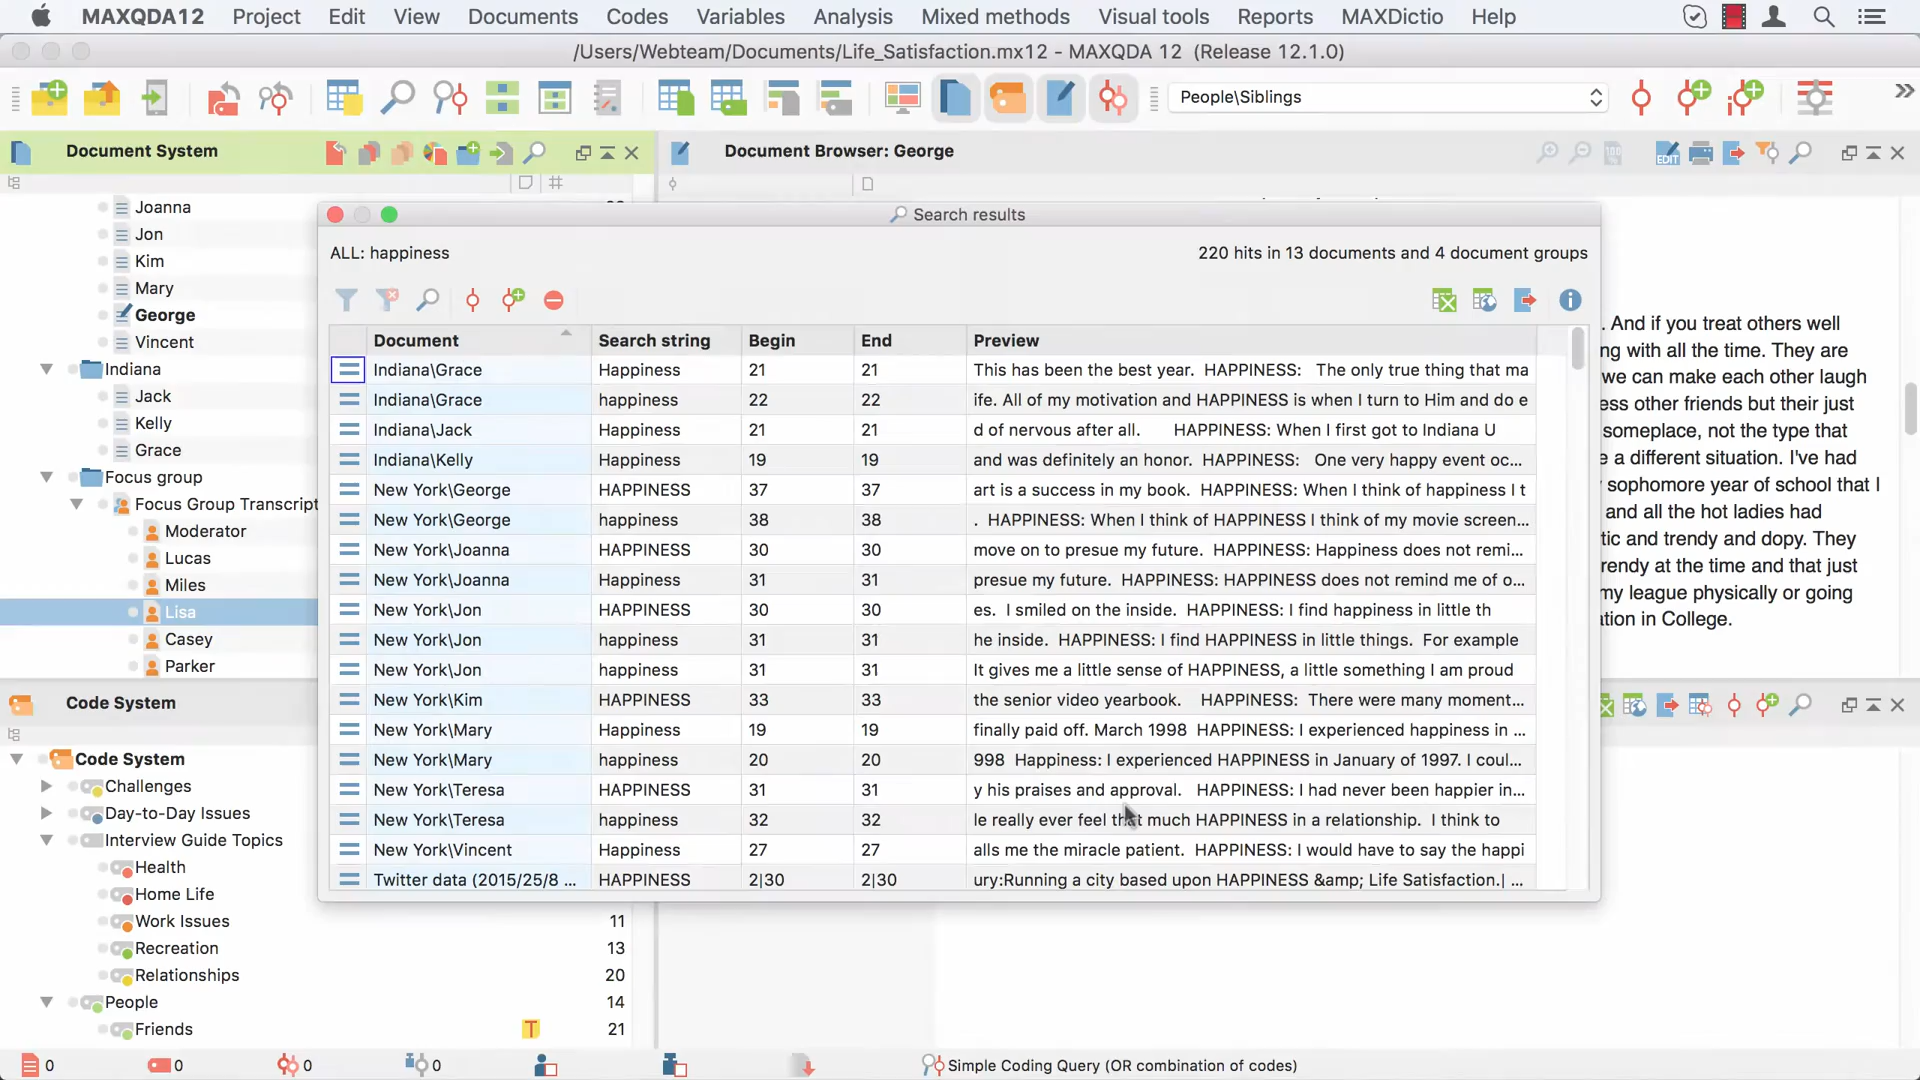 MAXQDA12 Project Edit View Documents Codes Variables Analysis Mixed methods Visual tools Reports MAXDictio Help
/Users/Webteam/Documents/Life_Satisfaction.mx12 - MAXQDA 12 (Release 12.1.0)
People\Siblings
Document System
Document Browser: George
EDIT
100
#
Joanna
Jon
Kim
Mary
George
Vincent
Indiana
Jack
Kelly
Grace
Focus group
Focus Group Transcript
Moderator
Lucas
Miles
Lisa
Casey
Parker
Search results
ALL: happiness
220 hits in 13 documents and 4 document groups
Document Search string Begin End Preview
Indiana\Grace Happiness 21 21 This has been the best year. HAPPINESS: The only true thing that ma
Indiana\Grace happiness 22 22 ife. All of my motivation and HAPPINESS is when I turn to Him and do e
Indiana\Jack Happiness 21 21 d of nervous after all. HAPPINESS: When I first got to Indiana U
Indiana\Kelly Happiness 19 19 and was definitely an honor. HAPPINESS: One very happy event oc...
New York\George HAPPINESS 37 37 art is a success in my book. HAPPINESS: When I think of happiness I t
New York\George happiness 38 38 . HAPPINESS: When I think of HAPPINESS I think of my movie screen...
New York\Joanna HAPPINESS 30 30 move on to presue my future. HAPPINESS: Happiness does not remi...
New York\Joanna Happiness 31 31 presue my future. HAPPINESS: HAPPINESS does not remind me of o...
New York\Jon HAPPINESS 30 30 es. I smiled on the inside. HAPPINESS: I find happiness in little th
New York\Jon happiness 31 31 he inside. HAPPINESS: I find HAPPINESS in little things. For example
New York\Jon happiness 31 31 It gives me a little sense of HAPPINESS, a little something I am proud
New York\Kim HAPPINESS 33 33 the senior video yearbook. HAPPINESS: There were many moment...
New York\Mary Happiness 19 19 finally paid off. March 1998 HAPPINESS: I experienced happiness in ...
New York\Mary happiness 20 20 998 Happiness: I experienced HAPPINESS in January of 1997. I coul...
New York\Teresa HAPPINESS 31 31 y his praises and approval. HAPPINESS: I had never been happier in...
New York\Teresa happiness 32 32 le really ever feel that much HAPPINESS in a relationship. I think to
New York\Vincent Happiness 27 27 alls me the miracle patient. HAPPINESS: I would have to say the happi
Twitter data (2015/25/8 ... HAPPINESS 2|30 2|30 ury:Running a city based upon HAPPINESS &amp; Life Satisfaction.| ...
. And if you treat others well
ng with all the time. They are
we can make each other laugh
ess other friends but their just
someplace, not the type that
e a different situation. I've had
sophomore year of school that I
and all the hot ladies had
tic and trendy and dopy. They
rendy at the time and that just
my league physically or going
ation in College.
Code System
Code System
Challenges
Day-to-Day Issues
Interview Guide Topics
Health
Home Life
Work Issues 11
Recreation 13
Relationships 20
People 14
Friends T 21
0 0 0 0 Simple Coding Query (OR combination of codes)